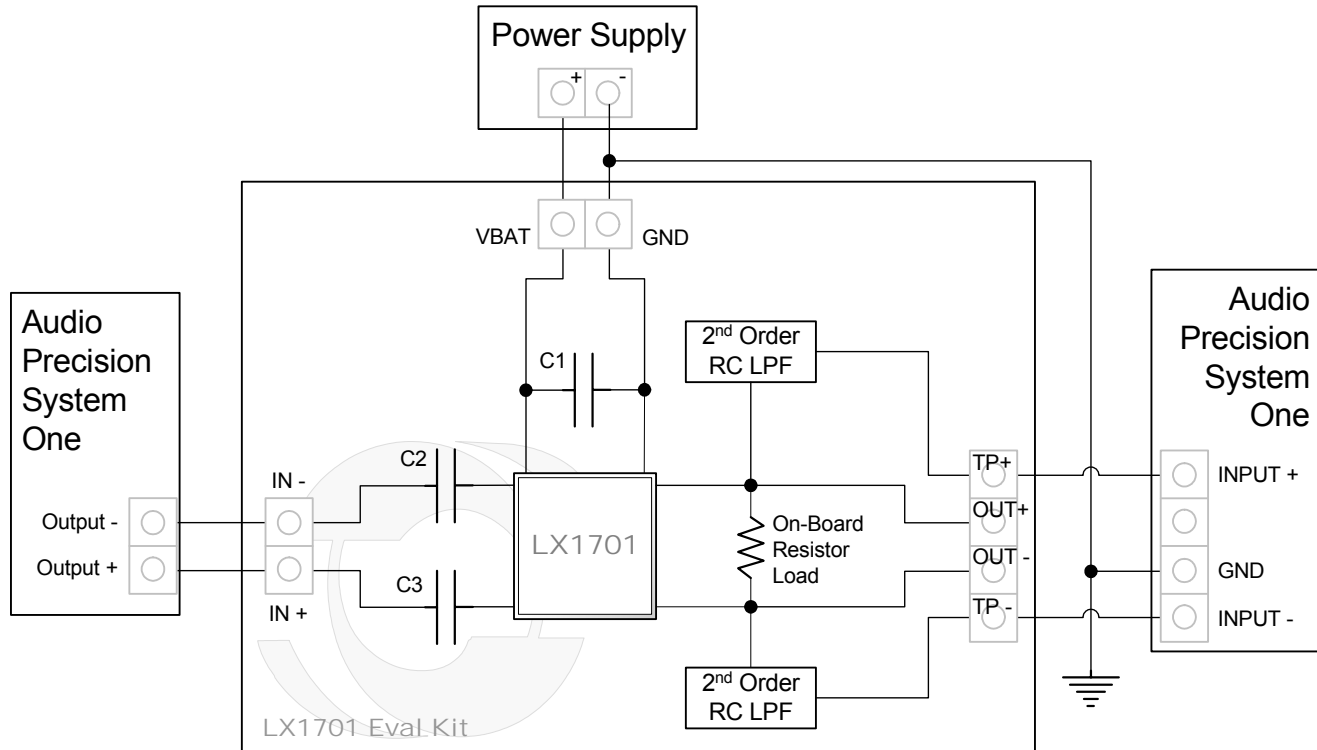 Power Supply
+ -
VBAT
GND
Audio
Precision
System
One
Output -
Output +
IN -
IN +
C1
C2
C3
LX1701
2nd Order
RC LPF
On-Board
Resistor
Load
2nd Order
RC LPF
TP+
OUT+
OUT -
TP -
Audio
Precision
System
One
INPUT +
GND
INPUT -
LX1701 Eval Kit